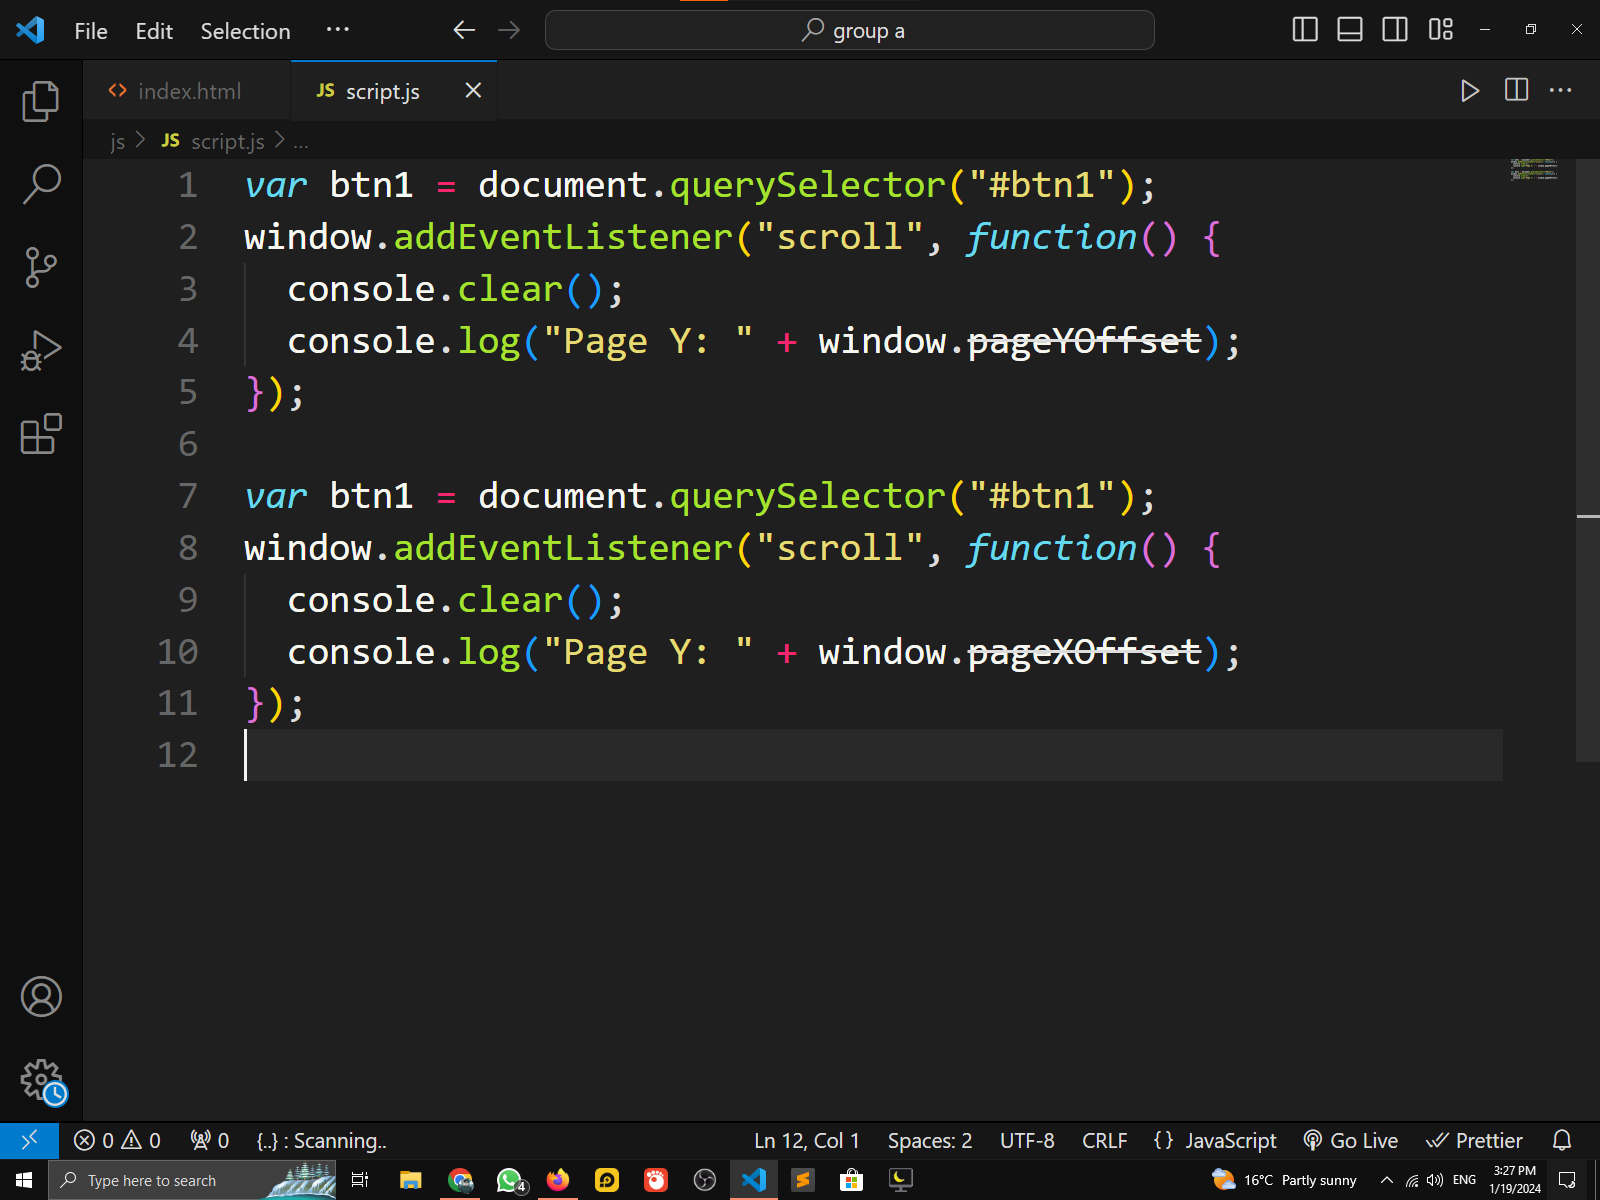 File Edit Selection ··· group a
index.html JS script.js
js > JS script.js > ...
1 var btn1 = document.querySelector("#btn1");
2 window.addEventListener("scroll", function() {
3 console.clear();
4 console.log("Page Y: " + window.pageYOffset);
5 });
6
7 var btn1 = document.querySelector("#btn1");
8 window.addEventListener("scroll", function() {
9 console.clear();
10 console.log("Page Y: " + window.pageXOffset);
11 });
12
0 0 0 {..} : Scanning.. Ln 12, Col 1 Spaces: 2 UTF-8 CRLF {} JavaScript Go Live Prettier
Type here to search 4 16°C Partly sunny ENG 3:27 PM
1/19/2024